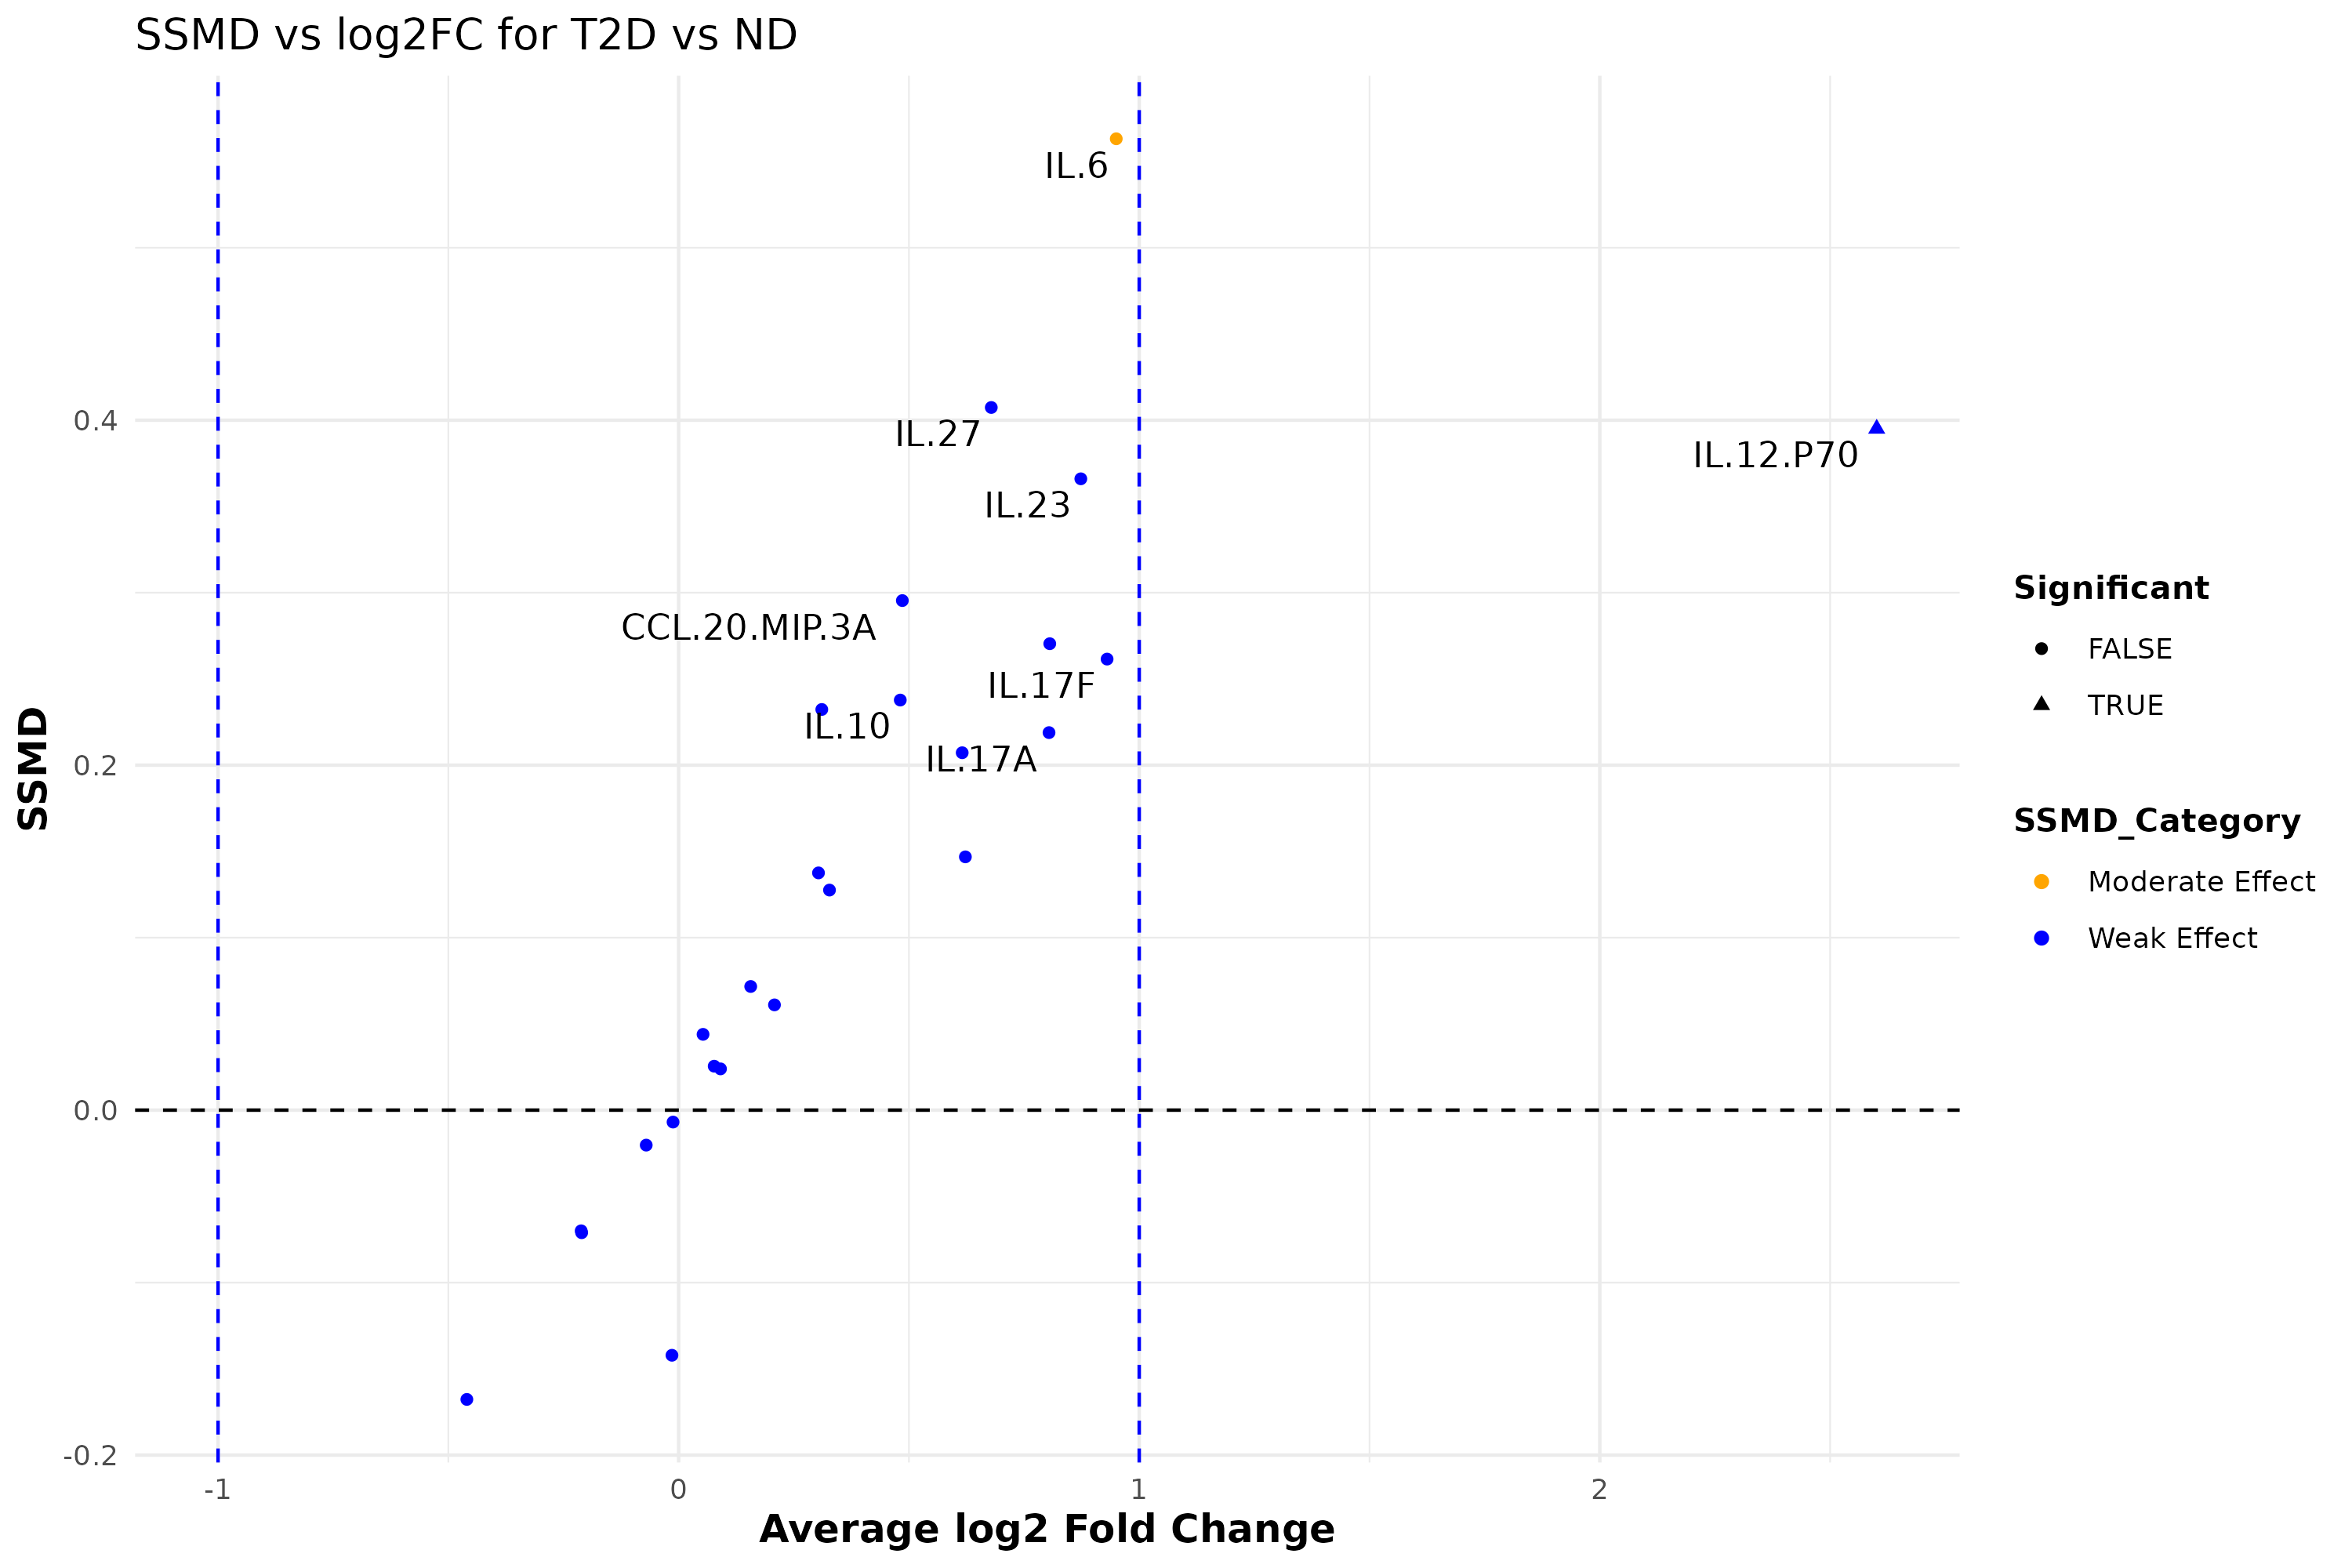 SSMD vs log2FC for T2D vs ND
IL.6
IL.27
IL.12.P70
IL.23
CCL.20.MIP.3A
IL.17F
IL.10
IL.17A
0.4
0.2
0.0
-0.2
SSMD
-1
0
1
2
Average log2 Fold Change
Significant
FALSE
TRUE
SSMD_Category
Moderate Effect
Weak Effect